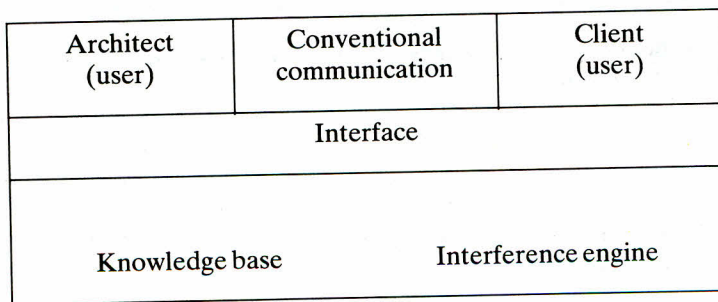 Architect
(user)
Conventional
communication
Client
(user)
Interface
Knowledge base
Interference engine